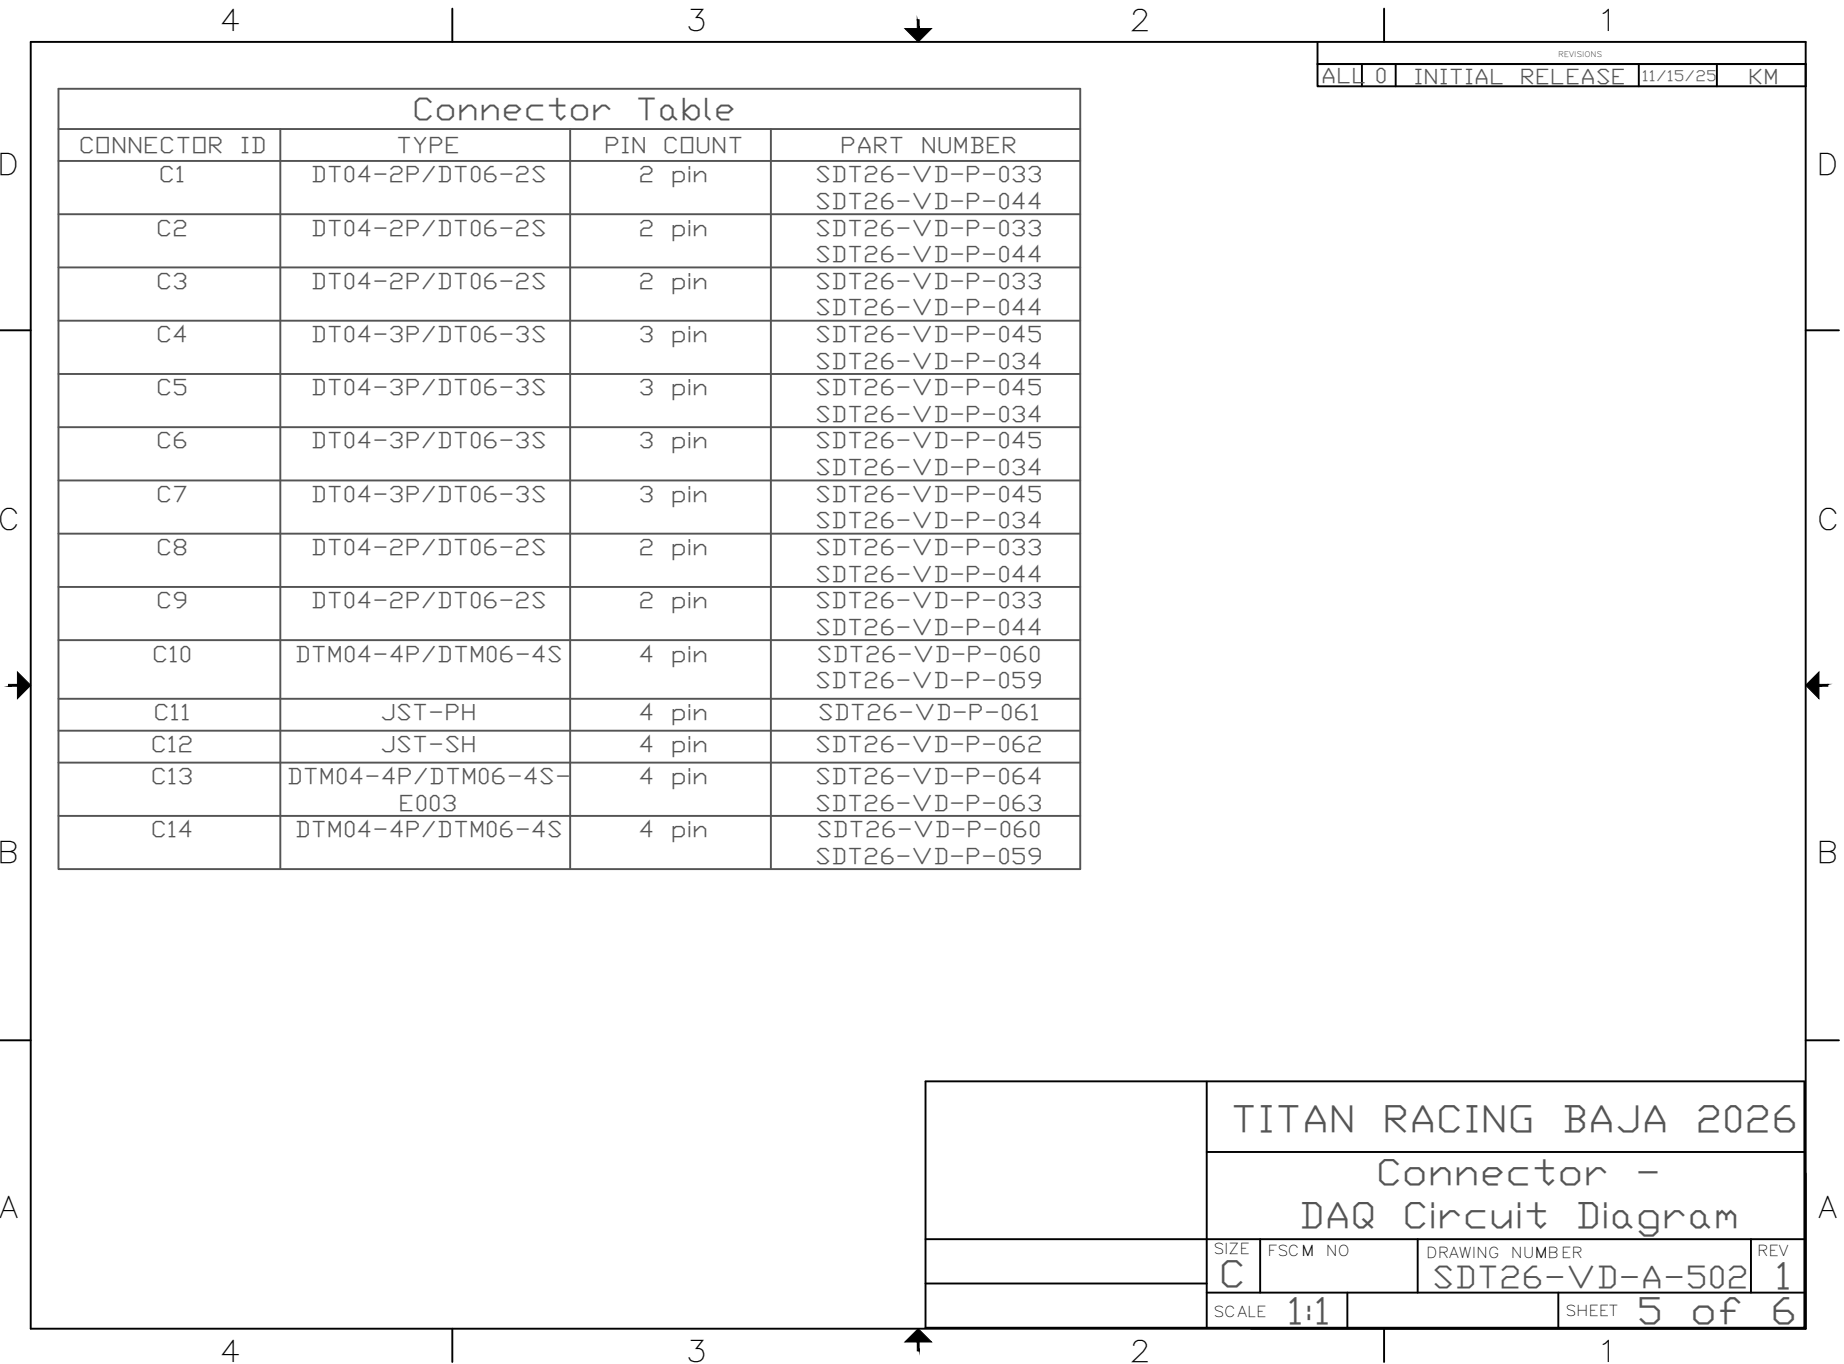 4 3 2 1
REVISIONS
ALL 0 INITIAL RELEASE 11/15/25 KM
Connector Table
CONNECTOR ID TYPE PIN COUNT PART NUMBER
D D
C1 DT04-2P/DT06-2S 2 pin SDT26-VD-P-033
SDT26-VD-P-044
C2 DT04-2P/DT06-2S 2 pin SDT26-VD-P-033
SDT26-VD-P-044
C3 DT04-2P/DT06-2S 2 pin SDT26-VD-P-033
SDT26-VD-P-044
C4 DT04-3P/DT06-3S 3 pin SDT26-VD-P-045
SDT26-VD-P-034
C5 DT04-3P/DT06-3S 3 pin SDT26-VD-P-045
SDT26-VD-P-034
C6 DT04-3P/DT06-3S 3 pin SDT26-VD-P-045
SDT26-VD-P-034
C7 DT04-3P/DT06-3S 3 pin SDT26-VD-P-045
SDT26-VD-P-034
C C
C8 DT04-2P/DT06-2S 2 pin SDT26-VD-P-033
SDT26-VD-P-044
C9 DT04-2P/DT06-2S 2 pin SDT26-VD-P-033
SDT26-VD-P-044
C10 DTM04-4P/DTM06-4S 4 pin SDT26-VD-P-060
SDT26-VD-P-059
C11 JST-PH 4 pin SDT26-VD-P-061
C12 JST-SH 4 pin SDT26-VD-P-062
C13 DTM04-4P/DTM06-4S- 4 pin SDT26-VD-P-064
E003 SDT26-VD-P-063
C14 DTM04-4P/DTM06-4S 4 pin SDT26-VD-P-060
SDT26-VD-P-059
B B
TITAN RACING BAJA 2026
Connector -
DAQ Circuit Diagram
A A
SIZE FSCM NO DRAWING NUMBER REV
C SDT26-VD-A-502 1
SCALE 1:1 SHEET 5 of 6
4 3 2 1